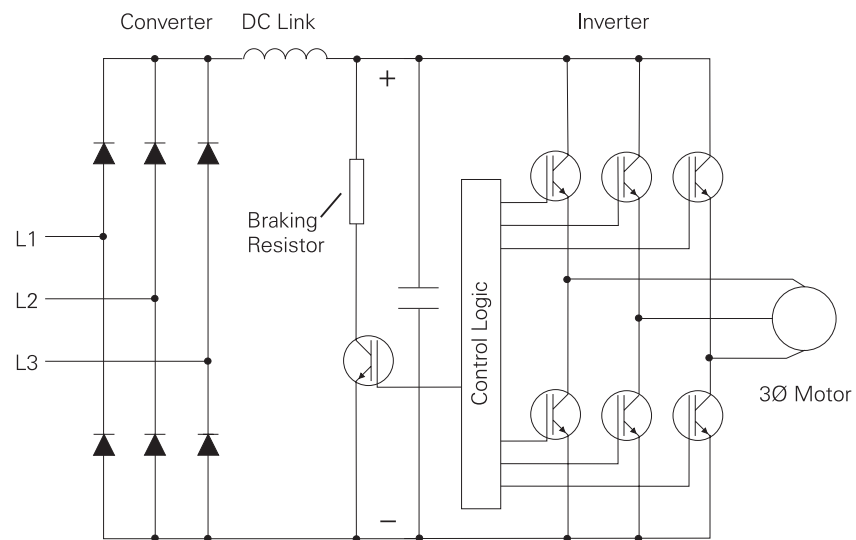 Converter
DC Link
Inverter
+
Braking
Resistor
L1
L2
L3
Control Logic
3Ø Motor
−